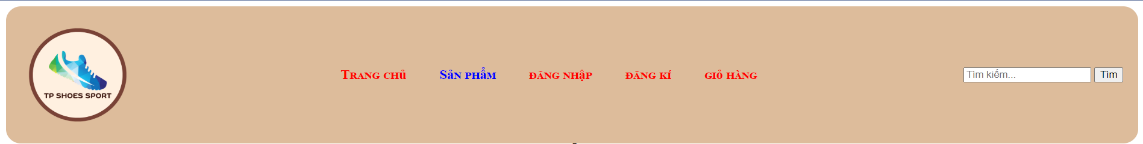 TP SHOES SPORT
Trang chủ Sản phẩm đăng nhập đăng kí giỏ hàng
Tìm kiếm... Tìm